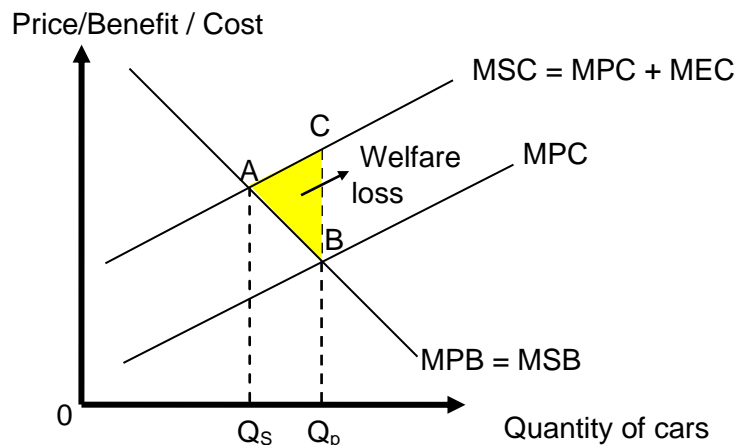 Price/Benefit / Cost
MSC = MPC + MEC
C
Welfare
loss
MPC
A
B
MPB = MSB
0
Qₛ
Qₚ
Quantity of cars